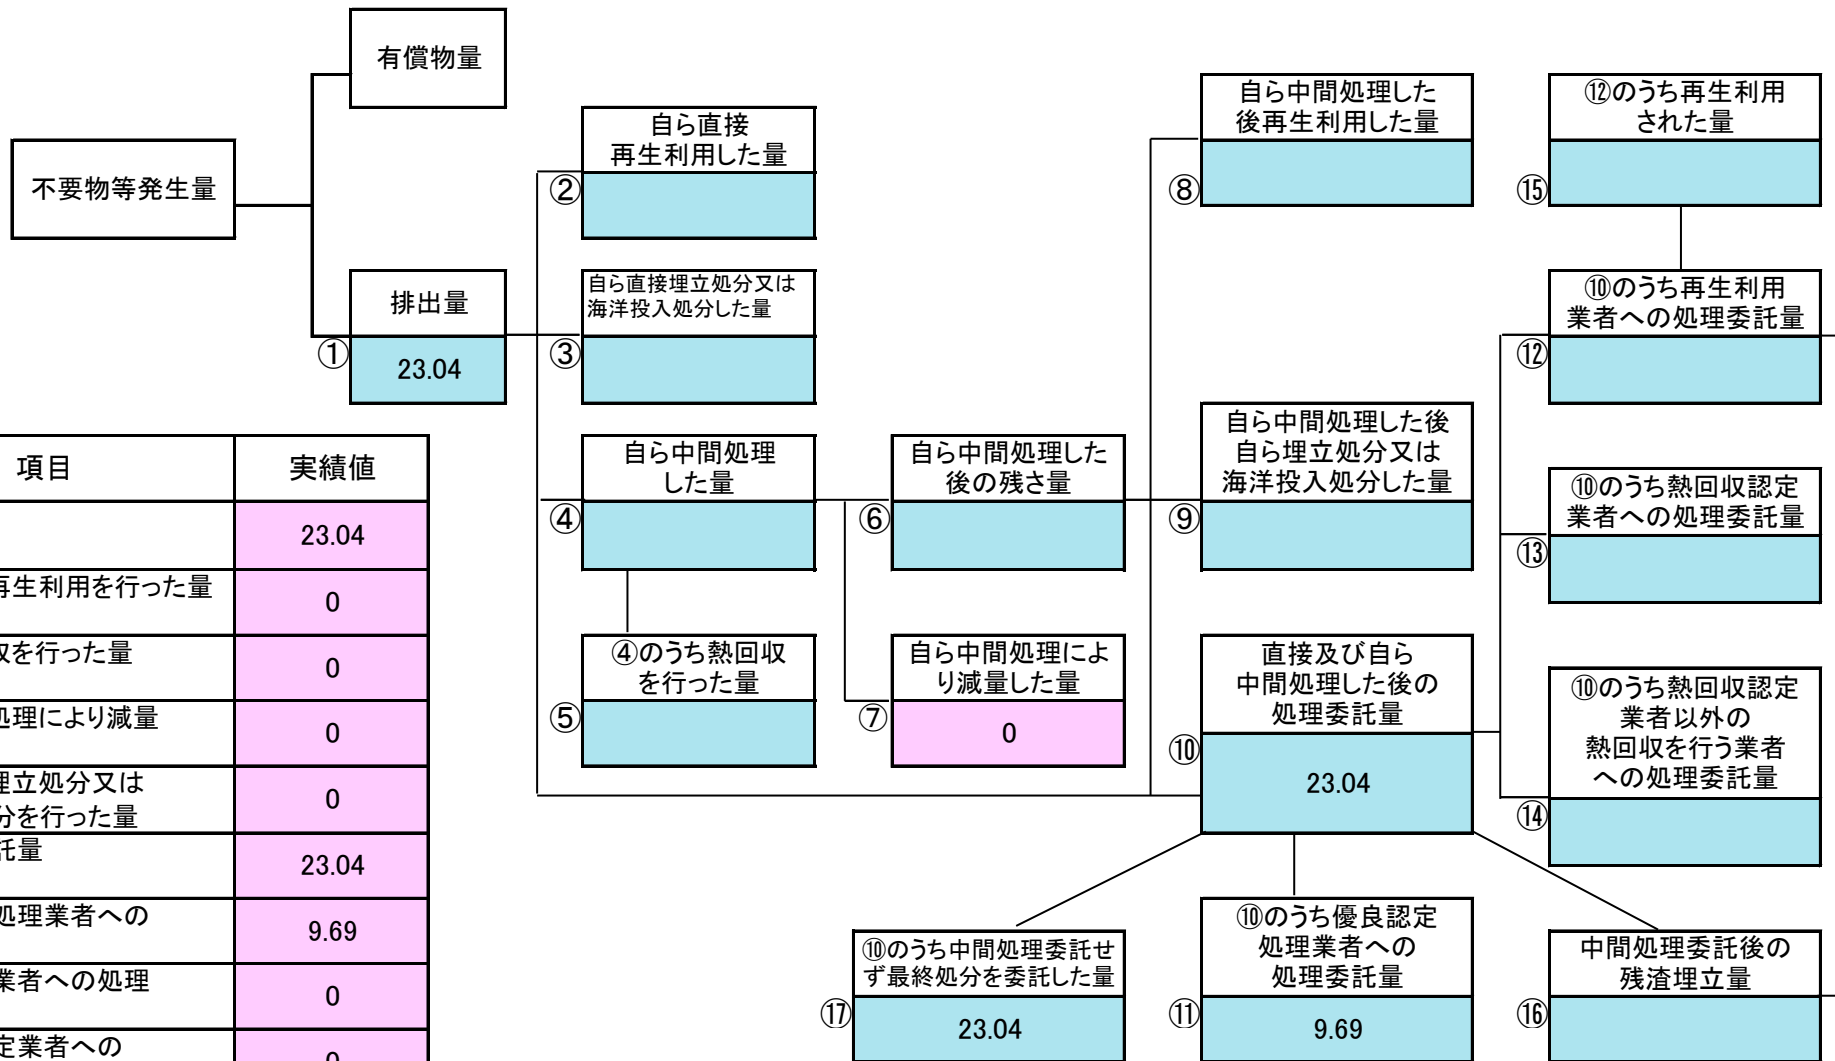 有償物量
不要物等発生量
排出量
①
23.04
自ら直接
再生利用した量
②
自ら直接埋立処分又は
海洋投入処分した量
③
自ら中間処理
した量
④
④のうち熱回収
を行った量
⑤
自ら中間処理した
後の残さ量
⑥
自ら中間処理によ
り減量した量
⑦
0
自ら中間処理した
後再生利用した量
⑧
自ら中間処理した後
自ら埋立処分又は
海洋投入処分した量
⑨
直接及び自ら
中間処理した後の
処理委託量
⑩
23.04
⑫のうち再生利用
された量
⑮
⑩のうち再生利用
業者への処理委託量
⑫
⑩のうち熱回収認定
業者への処理委託量
⑬
⑩のうち熱回収認定
業者以外の
熱回収を行う業者
への処理委託量
⑭
⑩のうち中間処理委託せ
ず最終処分を委託した量
⑰
23.04
⑩のうち優良認定
処理業者への
処理委託量
⑪
9.69
中間処理委託後の
残渣埋立量
⑯
項目 実績値
23.04
再生利用を行った量
0
収を行った量
0
処理により減量
0
埋立処分又は
分を行った量
0
託量
23.04
処理業者への
9.69
業者への処理
0
定業者への
0